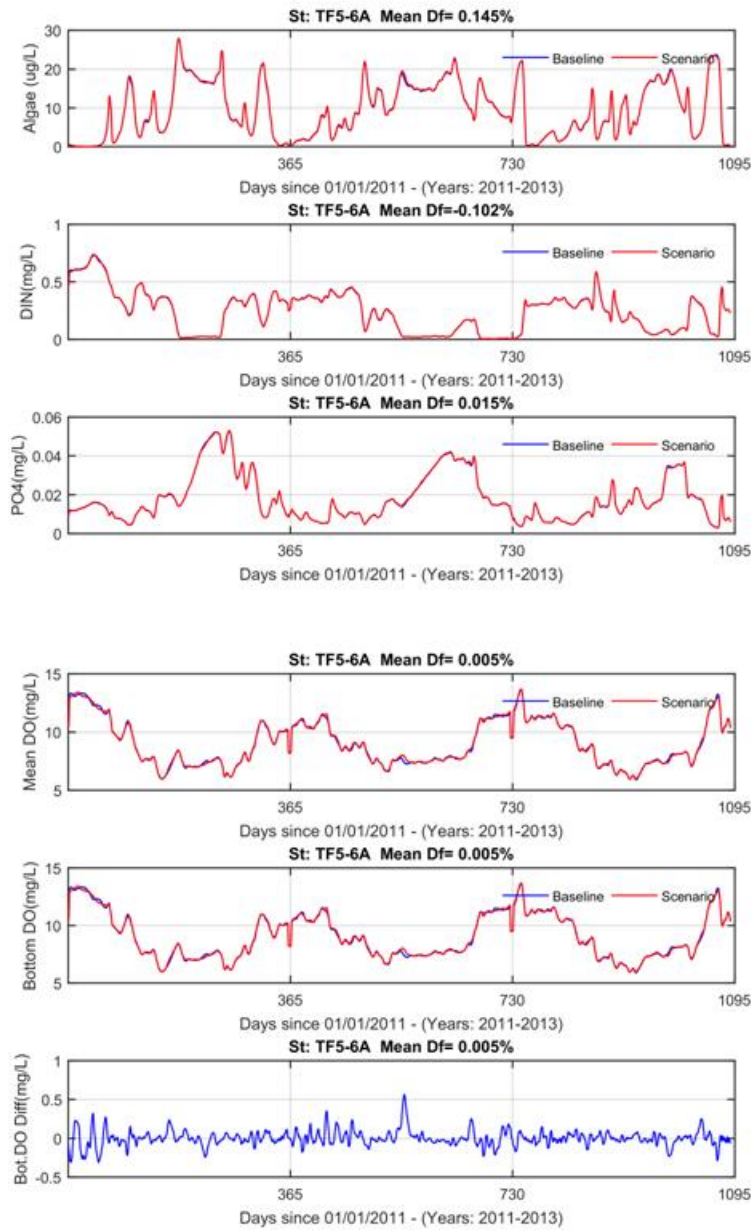 St: TF5-6A Mean Df= 0.145%
30
20
10
0
Algae (ug/L)
Baseline Scenario
365 730 1095
Days since 01/01/2011 - (Years: 2011-2013)
St: TF5-6A Mean Df=-0.102%
1
0.5
0
DIN(mg/L)
Baseline Scenario
365 730 1095
Days since 01/01/2011 - (Years: 2011-2013)
St: TF5-6A Mean Df= 0.015%
0.06
0.04
0.02
0
PO4(mg/L)
Baseline Scenario
365 730 1095
Days since 01/01/2011 - (Years: 2011-2013)
St: TF5-6A Mean Df= 0.005%
15
10
5
Mean DO(mg/L)
Baseline Scenario
365 730 1095
Days since 01/01/2011 - (Years: 2011-2013)
St: TF5-6A Mean Df= 0.005%
15
10
5
Bottom DO(mg/L)
Baseline Scenario
365 730 1095
Days since 01/01/2011 - (Years: 2011-2013)
St: TF5-6A Mean Df= 0.005%
1
0.5
0
-0.5
Bot.DO Diff(mg/L)
365 730 1095
Days since 01/01/2011 - (Years: 2011-2013)